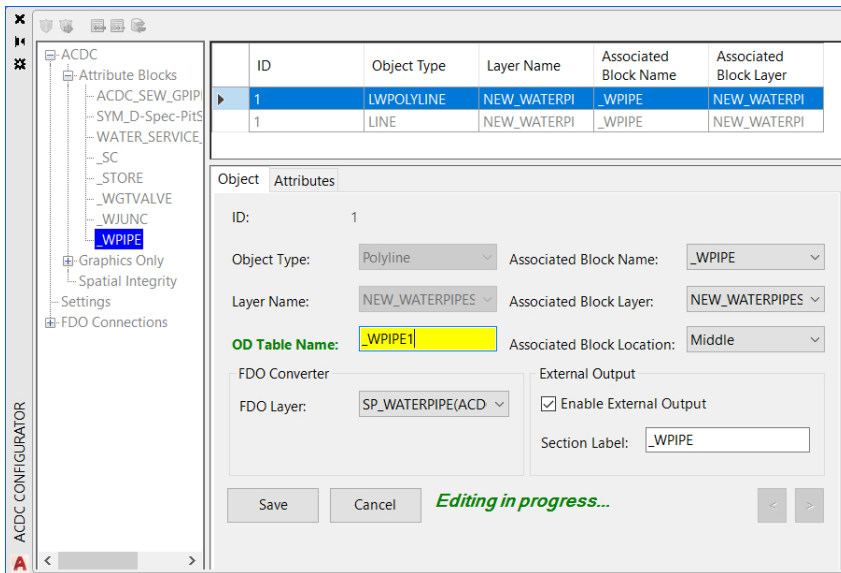 ACDC CONFIGURATOR
ACDC
Attribute Blocks
ACDC_SEW_GPIP
SYM_D-Spec-PitS
WATER_SERVICE_
_SC
_STORE
_WGTVALVE
_WJUNC
_WPIPE
Graphics Only
Spatial Integrity
Settings
FDO Connections
ID Object Type Layer Name Associated Block Name Associated Block Layer
1 LWPOLYLINE NEW_WATERPI _WPIPE NEW_WATERPI
1 LINE NEW_WATERPI _WPIPE NEW_WATERPI
Object Attributes
ID: 1
Object Type: Polyline Associated Block Name: _WPIPE
Layer Name: NEW_WATERPIPES Associated Block Layer: NEW_WATERPIPES
OD Table Name: _WPIPE1 Associated Block Location: Middle
FDO Converter External Output
FDO Layer: SP_WATERPIPE(ACD Enable External Output
Section Label: _WPIPE
Save Cancel Editing in progress... < >